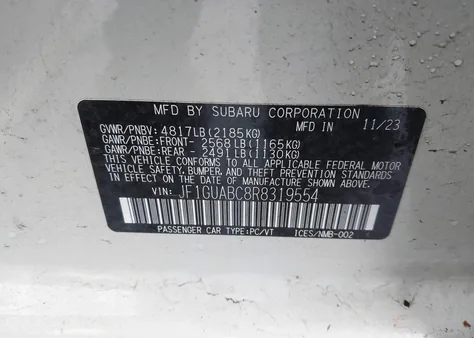 MFD BY SUBARU CORPORATION
GVWR/PNBV: 4817LB(2185KG) MFD IN 11/23
GAWR/PNBE:FRONT- 2568LB(1165KG)
GAWR/PNBE:REAR - 2491LB(1130KG)
THIS VEHICLE CONFORMS TO ALL APPLICABLE FEDERAL MOTOR
VEHICLE SAFETY, BUMPER, AND THEFT PREVENTION STANDARDS
IN EFFECT ON THE DATE OF MANUFACTURE SHOWN ABOVE.
VIN: JF1GUABC8R8319554
PASSENGER CAR TYPE:PC/VT ICES/NMB-002